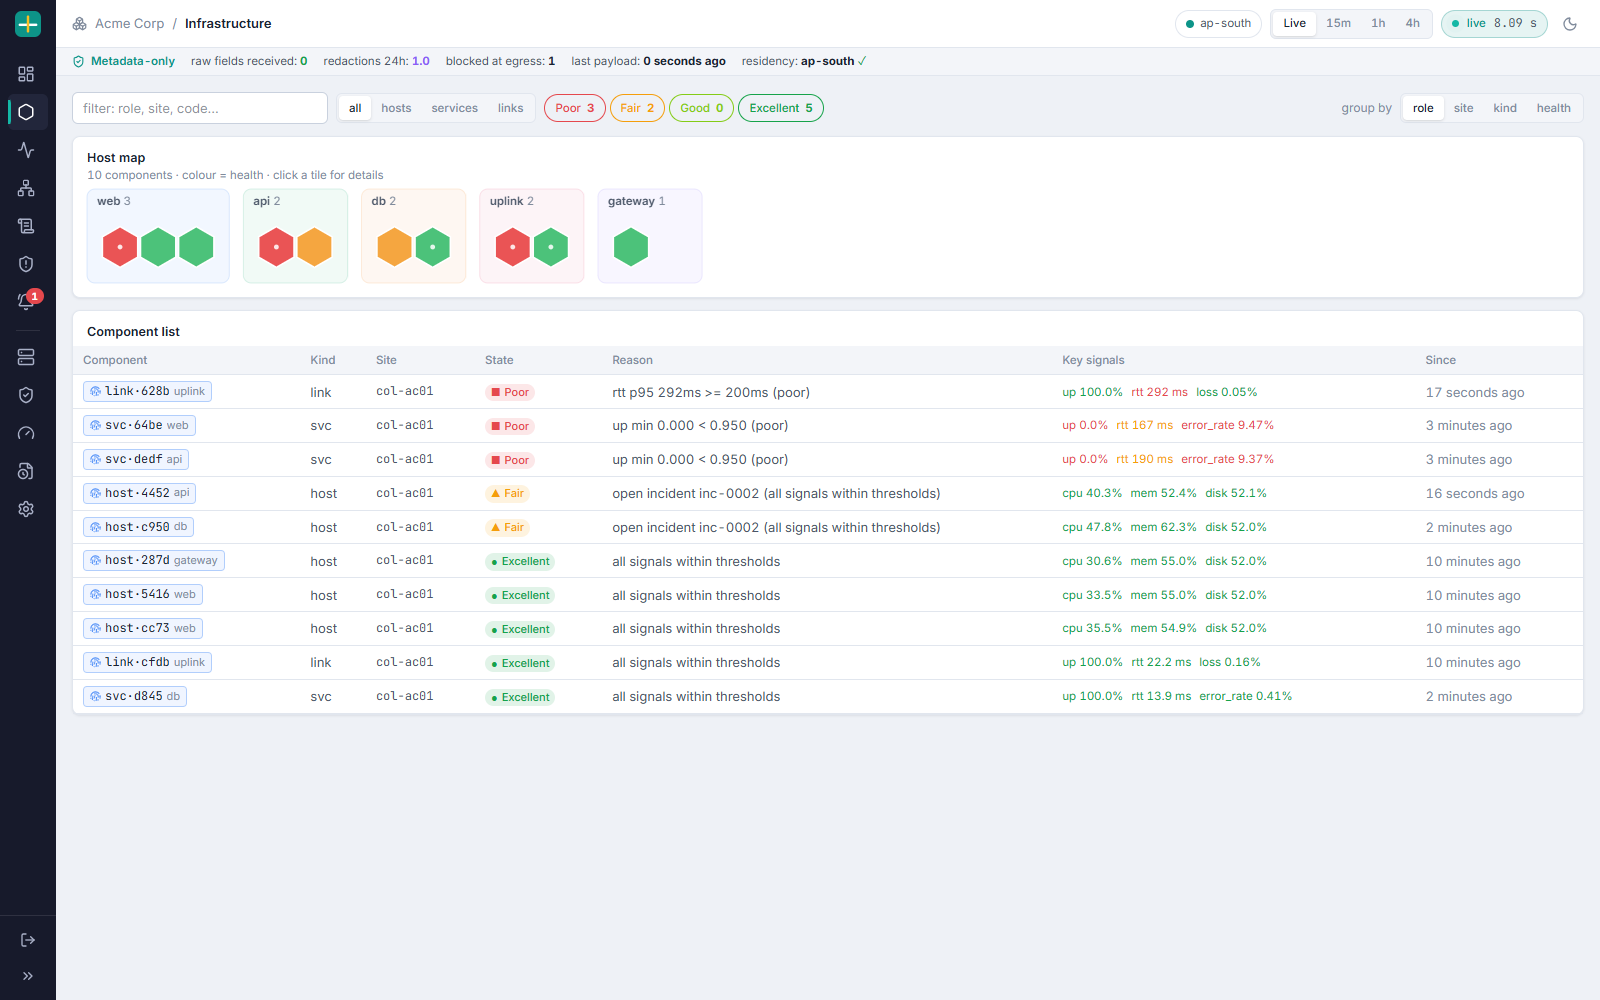 Acme Corp / Infrastructure
ap-south
Live 15m 1h 4h
live 8.09 s
Metadata-only raw fields received: 0 redactions 24h: 1.0 blocked at egress: 1 last payload: 0 seconds ago residency: ap-south ✓
filter: role, site, code...
all hosts services links
Poor 3 Fair 2 Good 0 Excellent 5
group by role site kind health
1
Host map
10 components · colour = health · click a tile for details
web 3 api 2 db 2 uplink 2 gateway 1
Component list
Component Kind Site State Reason Key signals Since
link·628b uplink link col-ac01 Poor rtt p95 292ms >= 200ms (poor) up 100.0% rtt 292 ms loss 0.05% 17 seconds ago
svc·64be web svc col-ac01 Poor up min 0.000 < 0.950 (poor) up 0.0% rtt 167 ms error_rate 9.47% 3 minutes ago
svc·dedf api svc col-ac01 Poor up min 0.000 < 0.950 (poor) up 0.0% rtt 190 ms error_rate 9.37% 3 minutes ago
host·4452 api host col-ac01 Fair open incident inc-0002 (all signals within thresholds) cpu 40.3% mem 52.4% disk 52.1% 16 seconds ago
host·c950 db host col-ac01 Fair open incident inc-0002 (all signals within thresholds) cpu 47.8% mem 62.3% disk 52.0% 2 minutes ago
host·287d gateway host col-ac01 Excellent all signals within thresholds cpu 30.6% mem 55.0% disk 52.0% 10 minutes ago
host·5416 web host col-ac01 Excellent all signals within thresholds cpu 33.5% mem 55.0% disk 52.0% 10 minutes ago
host·cc73 web host col-ac01 Excellent all signals within thresholds cpu 35.5% mem 54.9% disk 52.0% 10 minutes ago
link·cfdb uplink link col-ac01 Excellent all signals within thresholds up 100.0% rtt 22.2 ms loss 0.16% 10 minutes ago
svc·d845 db svc col-ac01 Excellent all signals within thresholds up 100.0% rtt 13.9 ms error_rate 0.41% 2 minutes ago